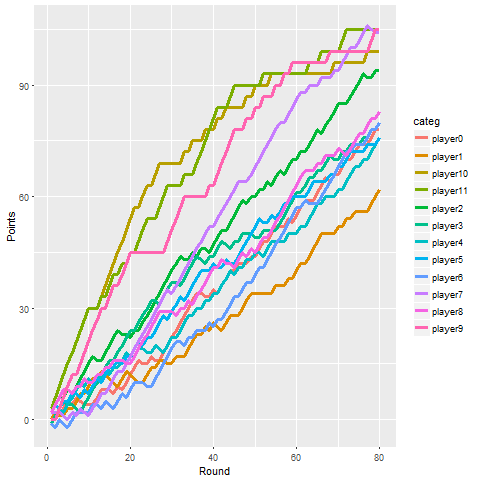 90
60
30
0
Points
0 20 40 60 80
Round
categ
player0
player1
player10
player11
player2
player3
player4
player5
player6
player7
player8
player9